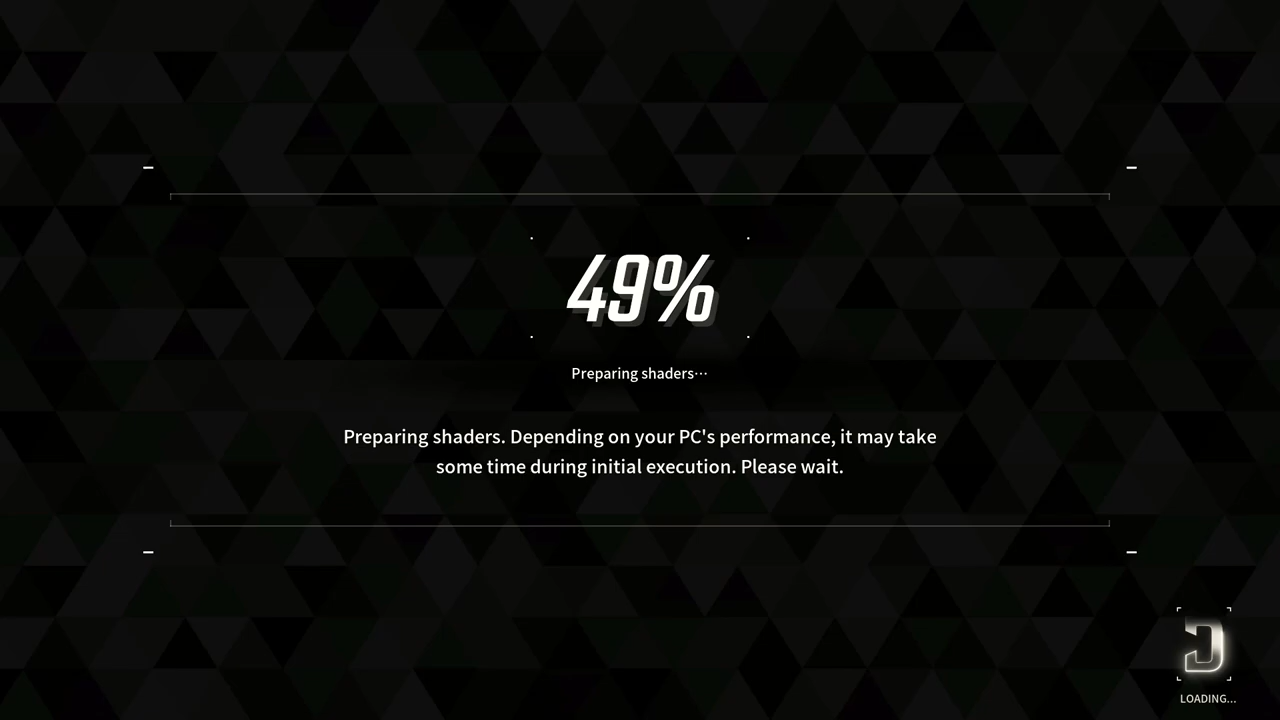 49%
Preparing shaders···
Preparing shaders. Depending on your PC's performance, it may take
some time during initial execution. Please wait.
LOADING...